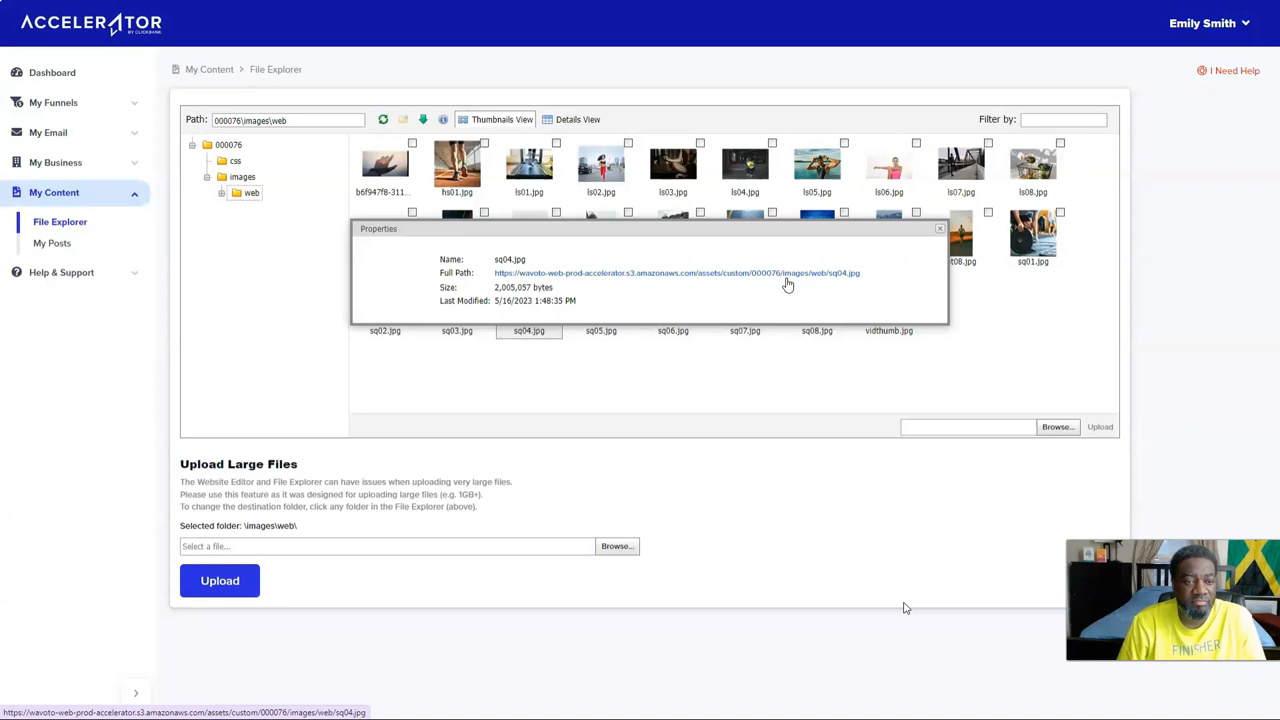 ACCELERATOR
BY CLICKBANK
Emily Smith
Dashboard
My Funnels
My Email
My Business
My Content
File Explorer
My Posts
Help & Support
My Content > File Explorer
I Need Help
Path: 000076\images\web
Thumbnails View
Details View
Filter by:
000076
css
images
web
b6f947f8-311... hs01.jpg ls01.jpg ls02.jpg ls03.jpg ls04.jpg ls05.jpg ls06.jpg ls07.jpg ls08.jpg
Properties
Name: sq04.jpg
Full Path: https://wavoto-web-prod-accelerator.s3.amazonaws.com/assets/custom/000076/images/web/sq04.jpg
Size: 2,005,057 bytes
Last Modified: 5/16/2023 1:48:35 PM
t08.jpg sq01.jpg
sq02.jpg sq03.jpg sq04.jpg sq05.jpg sq06.jpg sq07.jpg sq08.jpg vidthumb.jpg
Browse... Upload
Upload Large Files
The Website Editor and File Explorer can have issues when uploading very large files.
Please use this feature as it was designed for uploading large files (e.g. 1GB+).
To change the destination folder, click any folder in the File Explorer (above).
Selected folder: \images\web\
Select a file... Browse...
Upload
FINISHER
https://wavoto-web-prod-accelerator.s3.amazonaws.com/assets/custom/000076/images/web/sq04.jpg